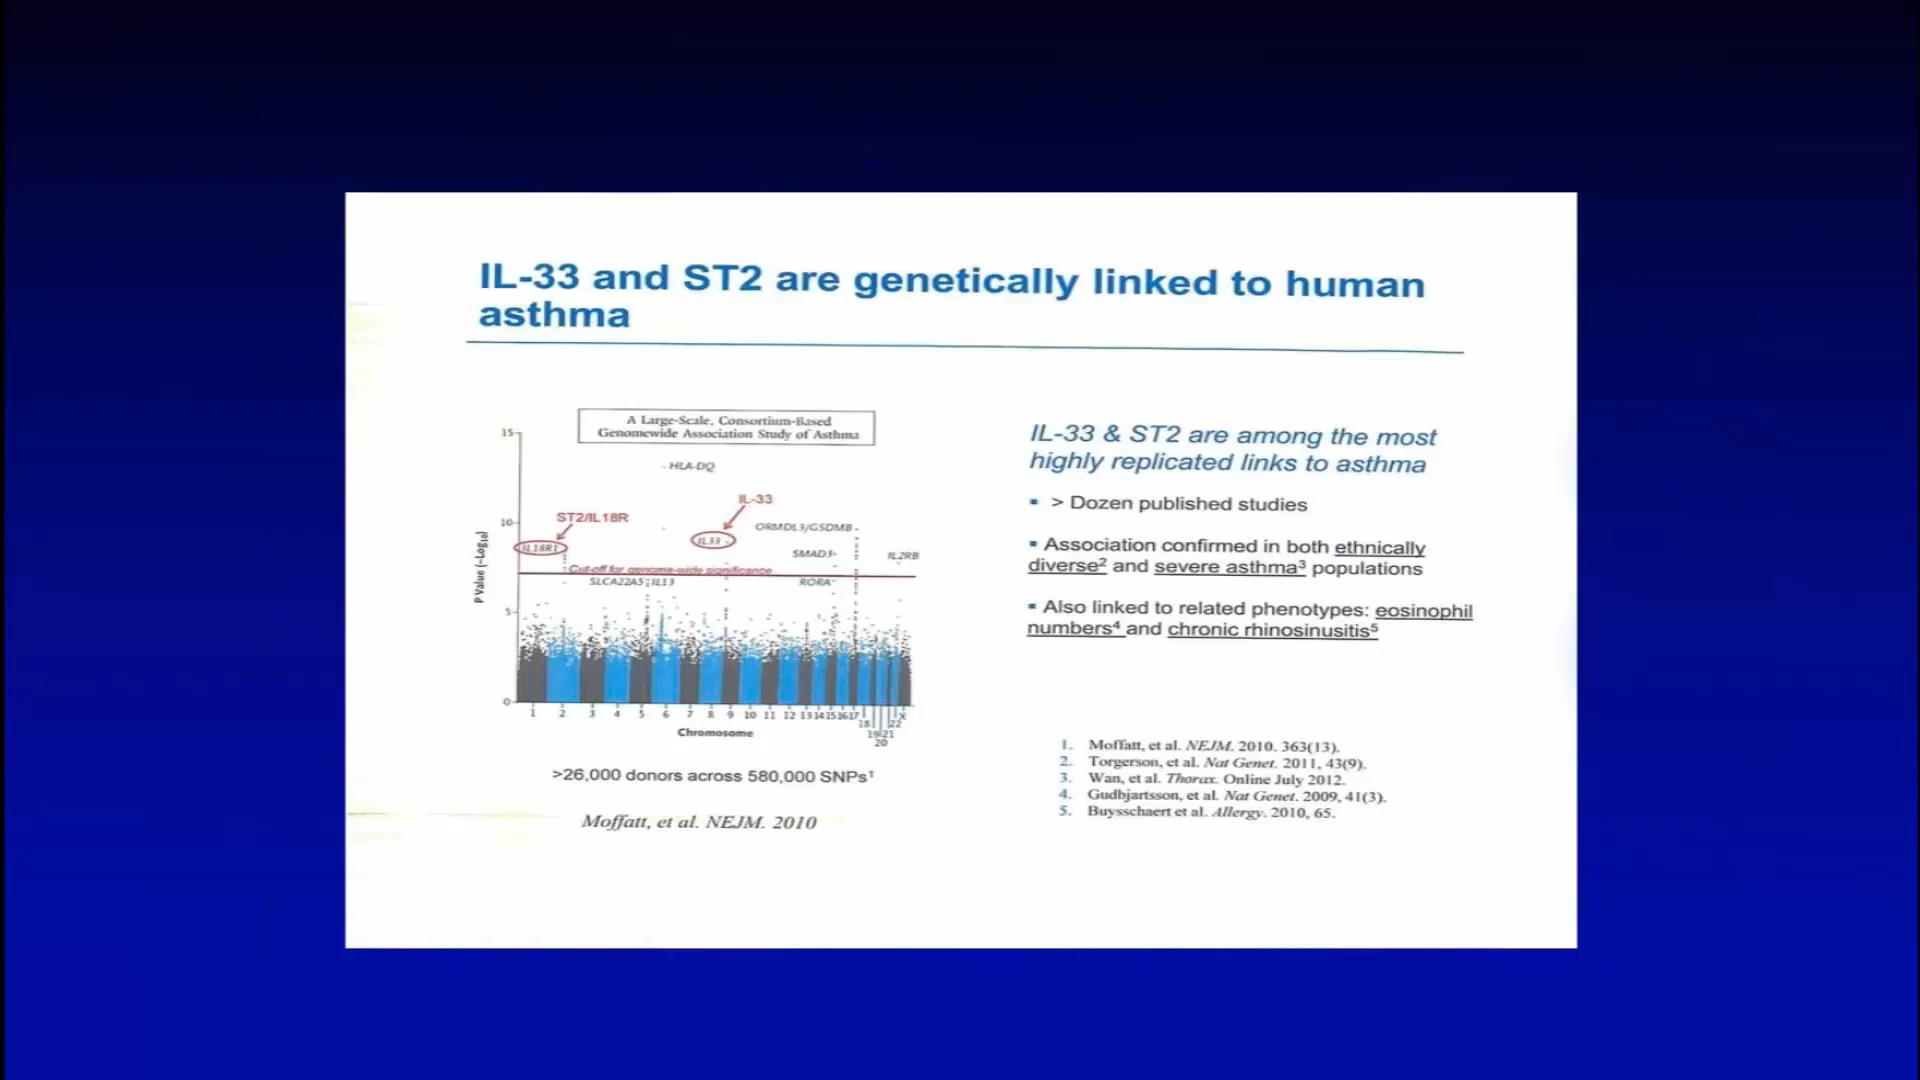 IL-33 and ST2 are genetically linked to human
asthma
A Large-Scale, Consortium-Based
Genomewide Association Study of Asthma
15
10
5
0
P Value (−Log10)
HLA-DQ
IL-33
ST2/IL18R
ORMDL3/GSDMB
IL18R1
IL33
SMAD3
IL2RB
Cut-off for genome-wide significance
SLCA22A5
IL13
RORA
1 2 3 4 5 6 7 8 9 10 11 12 13 14 15 16 17 18 19 20 21 22 X
Chromosome
>26,000 donors across 580,000 SNPs¹
Moffatt, et al. NEJM. 2010
IL-33 & ST2 are among the most
highly replicated links to asthma
▪ > Dozen published studies
▪ Association confirmed in both ethnically
diverse² and severe asthma³ populations
▪ Also linked to related phenotypes: eosinophil
numbers⁴ and chronic rhinosinusitis⁵
1. Moffatt, et al. NEJM. 2010. 363(13).
2. Torgerson, et al. Nat Genet. 2011, 43(9).
3. Wan, et al. Thorax. Online July 2012.
4. Gudbjartsson, et al. Nat Genet. 2009, 41(3).
5. Buysschaert et al. Allergy. 2010, 65.